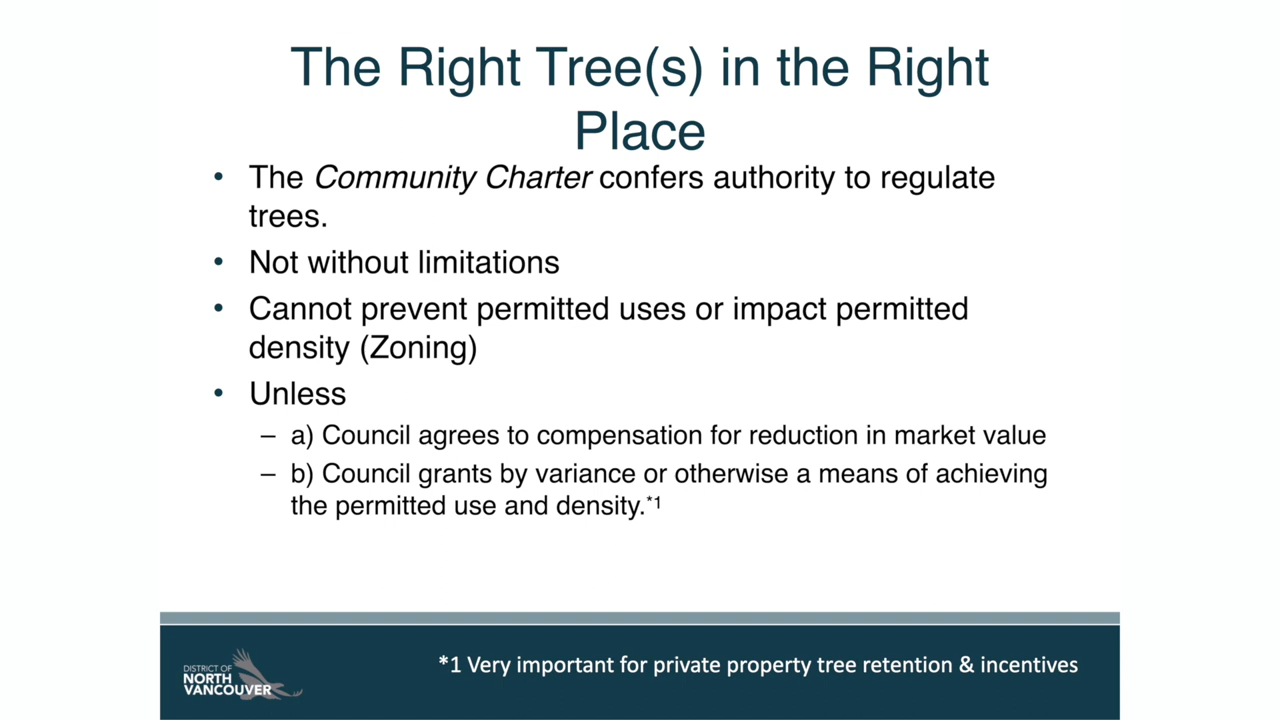 The Right Tree(s) in the Right
Place
• The Community Charter confers authority to regulate
trees.
• Not without limitations
• Cannot prevent permitted uses or impact permitted
density (Zoning)
• Unless
– a) Council agrees to compensation for reduction in market value
– b) Council grants by variance or otherwise a means of achieving
the permitted use and density.*1
DISTRICT OF
NORTH
VANCOUVER
*1 Very important for private property tree retention & incentives